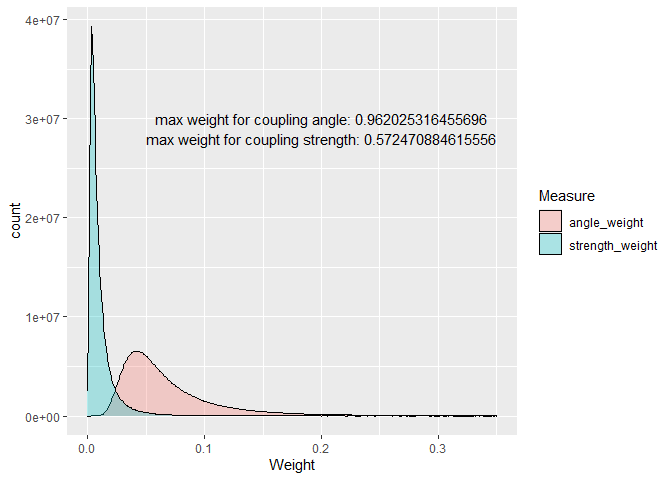 4e+07
3e+07
2e+07
1e+07
0e+00
count
max weight for coupling angle: 0.962025316455696
max weight for coupling strength: 0.572470884615556
0.0
0.1
0.2
0.3
Weight
Measure
angle_weight
strength_weight